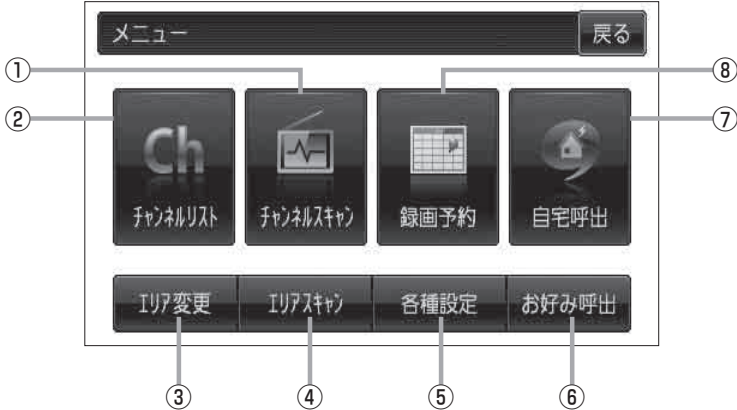 メニュー
戻る
①
⑧
②
⑦
Ch
チャンネルリスト
チャンネルスキャン
録画予約
自宅呼出
エリア変更
エリアスキャン
各種設定
お好み呼出
③
④
⑤
⑥